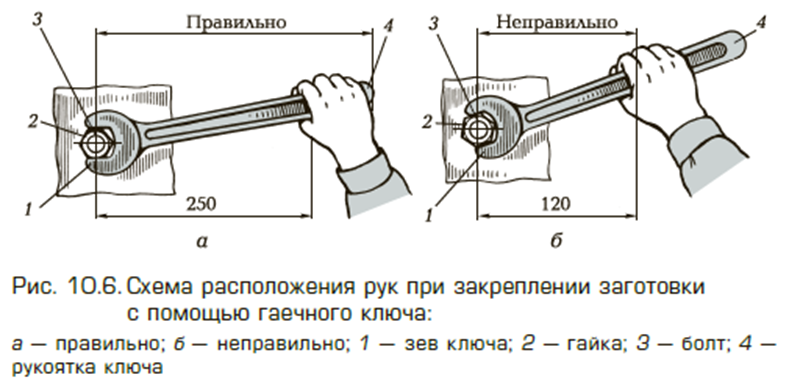 Правильно
Неправильно
3
4
3
4
2
2
1
250
1
120
а
б
Рис. 10.6. Схема расположения рук при закреплении заготовки
с помощью гаечного ключа:
а — правильно; б — неправильно; 1 — зев ключа; 2 — гайка; 3 — болт; 4 —
рукоятка ключа